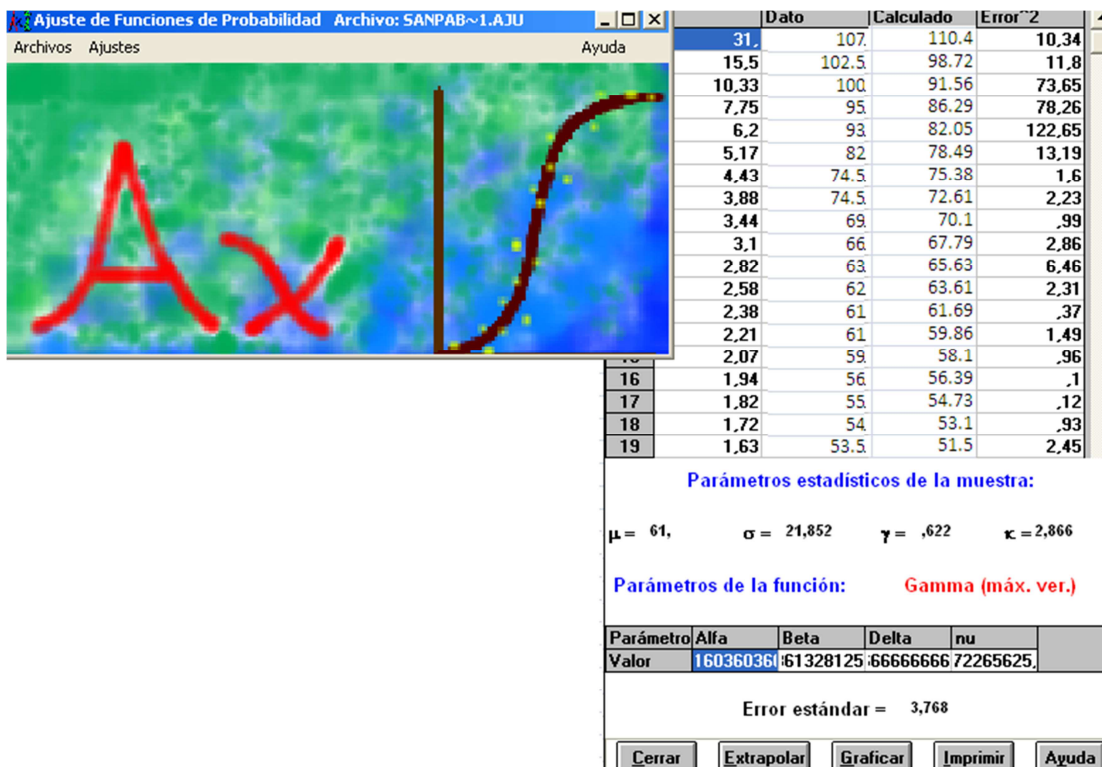 Ajuste de Funciones de Probabilidad Archivo: SANPAB~1.AJU
Archivos Ajustes Ayuda
Ax
Dato Calculado Error^2
31, 107. 110.4 10,34
15,5 102.5 98.72 11,8
10,33 100 91.56 73,65
7,75 95. 86.29 78,26
6,2 93. 82.05 122,65
5,17 82 78.49 13,19
4,43 74.5 75.38 1,6
3,88 74.5 72.61 2,23
3,44 69. 70.1 ,99
3,1 66. 67.79 2,86
2,82 63. 65.63 6,46
2,58 62 63.61 2,31
2,38 61 61.69 ,37
2,21 61 59.86 1,49
2,07 59. 58.1 ,96
16 1,94 56. 56.39 ,1
17 1,82 55. 54.73 ,12
18 1,72 54. 53.1 ,93
19 1,63 53.5 51.5 2,45
Parámetros estadísticos de la muestra:
μ = 61, σ = 21,852 γ = ,622 κ = 2,866
Parámetros de la función: Gamma (máx. ver.)
Parámetro Alfa Beta Delta nu
Valor 16036036 61328125 66666666 72265625,
Error estándar = 3,768
Cerrar Extrapolar Graficar Imprimir Ayuda